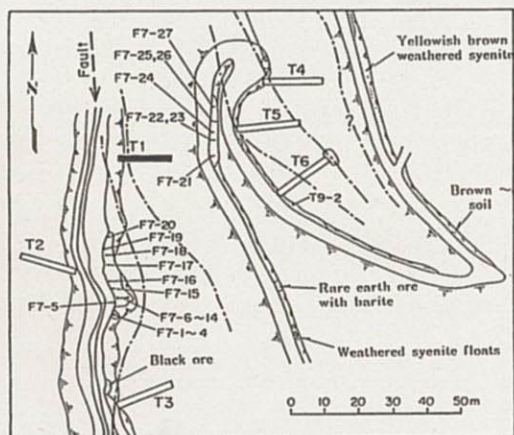 N
Fault
T1
T2
T3
F7-27
F7-25,26
F7-24
F7-22,23
F7-21
F7-20
F7-19
F7-18
F7-17
F7-16
F7-15
F7-5
F7-6~14
F7-1~4
Black ore
T4
T5
T6
T9-2
?
Yellowish brown
weathered syenite
Brown ~
soil
Rare earth ore
with barite
Weathered syenite flonts
0 10 20 30 40 50m